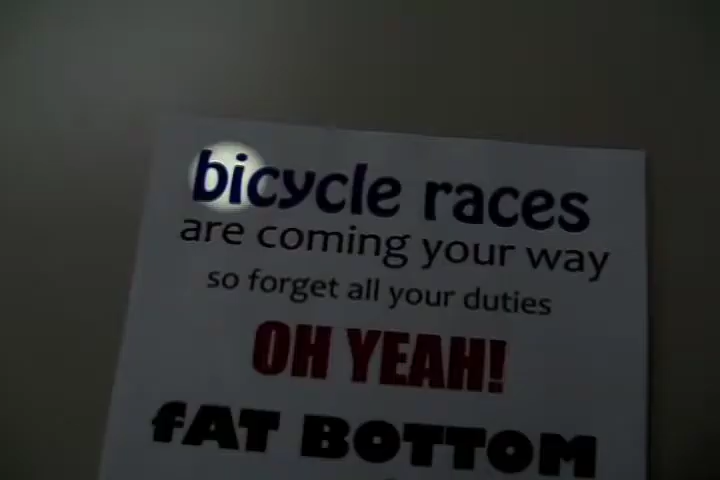 bicycle races
are coming your way
so forget all your duties
OH YEAH!
fAT BOTTOM